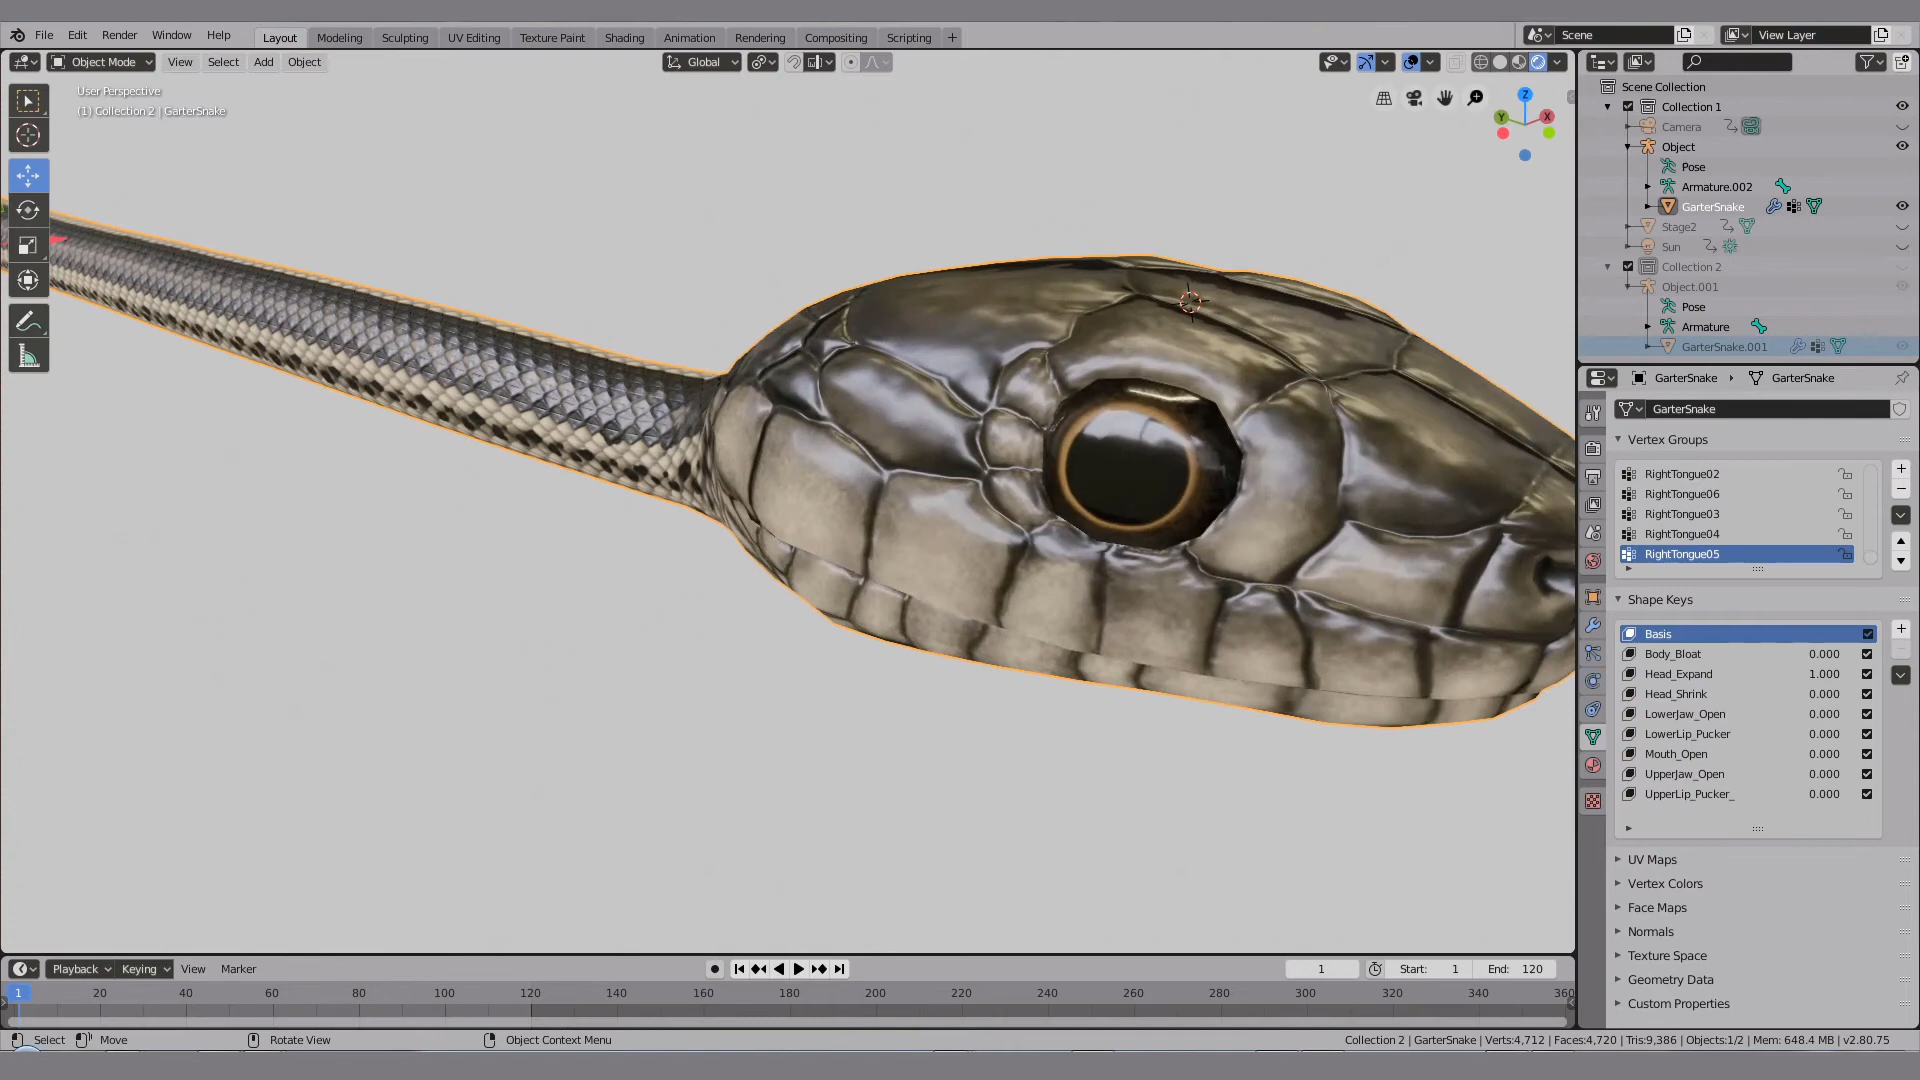 File Edit Render Window Help
Layout Modeling Sculpting UV Editing Texture Paint Shading Animation Rendering Compositing Scripting +
Scene View Layer
Object Mode View Select Add Object Global
User Perspective
(1) Collection 2 | GarterSnake
Z
Y X
Scene Collection
Collection 1
Camera
Object
Pose
Armature.002
GarterSnake
Stage2
Sun
Collection 2
Object.001
Pose
Armature
GarterSnake.001
GarterSnake GarterSnake
GarterSnake
Vertex Groups
RightTongue02
RightTongue06
RightTongue03
RightTongue04
RightTongue05
Shape Keys
Basis
Body_Bloat 0.000
Head_Expand 1.000
Head_Shrink 0.000
LowerJaw_Open 0.000
LowerLip_Pucker 0.000
Mouth_Open 0.000
UpperJaw_Open 0.000
UpperLip_Pucker_ 0.000
UV Maps
Vertex Colors
Face Maps
Normals
Texture Space
Geometry Data
Custom Properties
Playback Keying View Marker 1 Start: 1 End: 120
1 20 40 60 80 100 120 140 160 180 200 220 240 260 280 300 320 340 360
Select Move Rotate View Object Context Menu Collection 2 | GarterSnake | Verts:4,712 | Faces:4,720 | Tris:9,386 | Objects:1/2 | Mem: 648.4 MB | v2.80.75